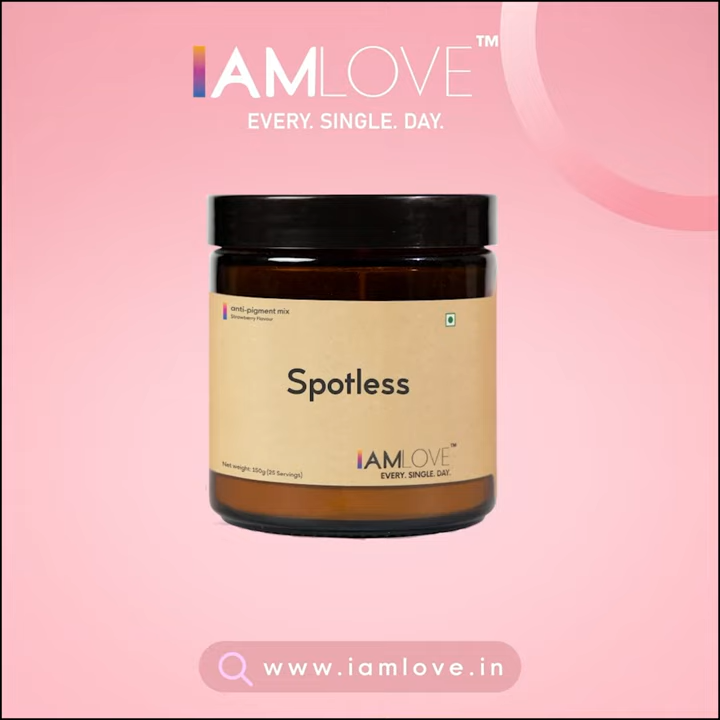 IAMLOVE™
EVERY. SINGLE. DAY.
anti-pigment mix
Strawberry Flavour
Spotless
Net weight: 150g (25 Servings)
IAMLOVE™
EVERY. SINGLE. DAY.
www.iamlove.in